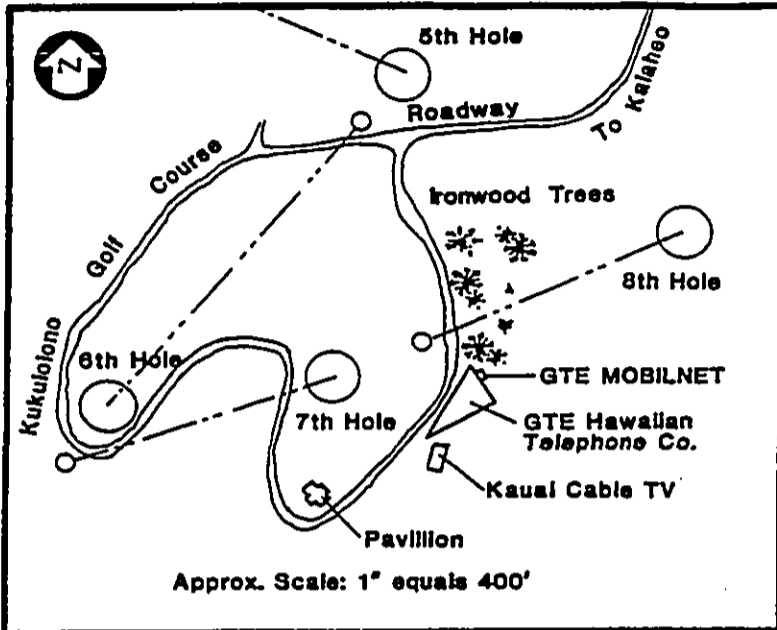 N
5th Hole
Roadway
To Kalaheo
Kukuiolono Golf Course
Ironwood Trees
8th Hole
6th Hole
7th Hole
GTE MOBILNET
GTE Hawaiian
Telephone Co.
Kauai Cable TV
Pavillion
Approx. Scale: 1" equals 400'